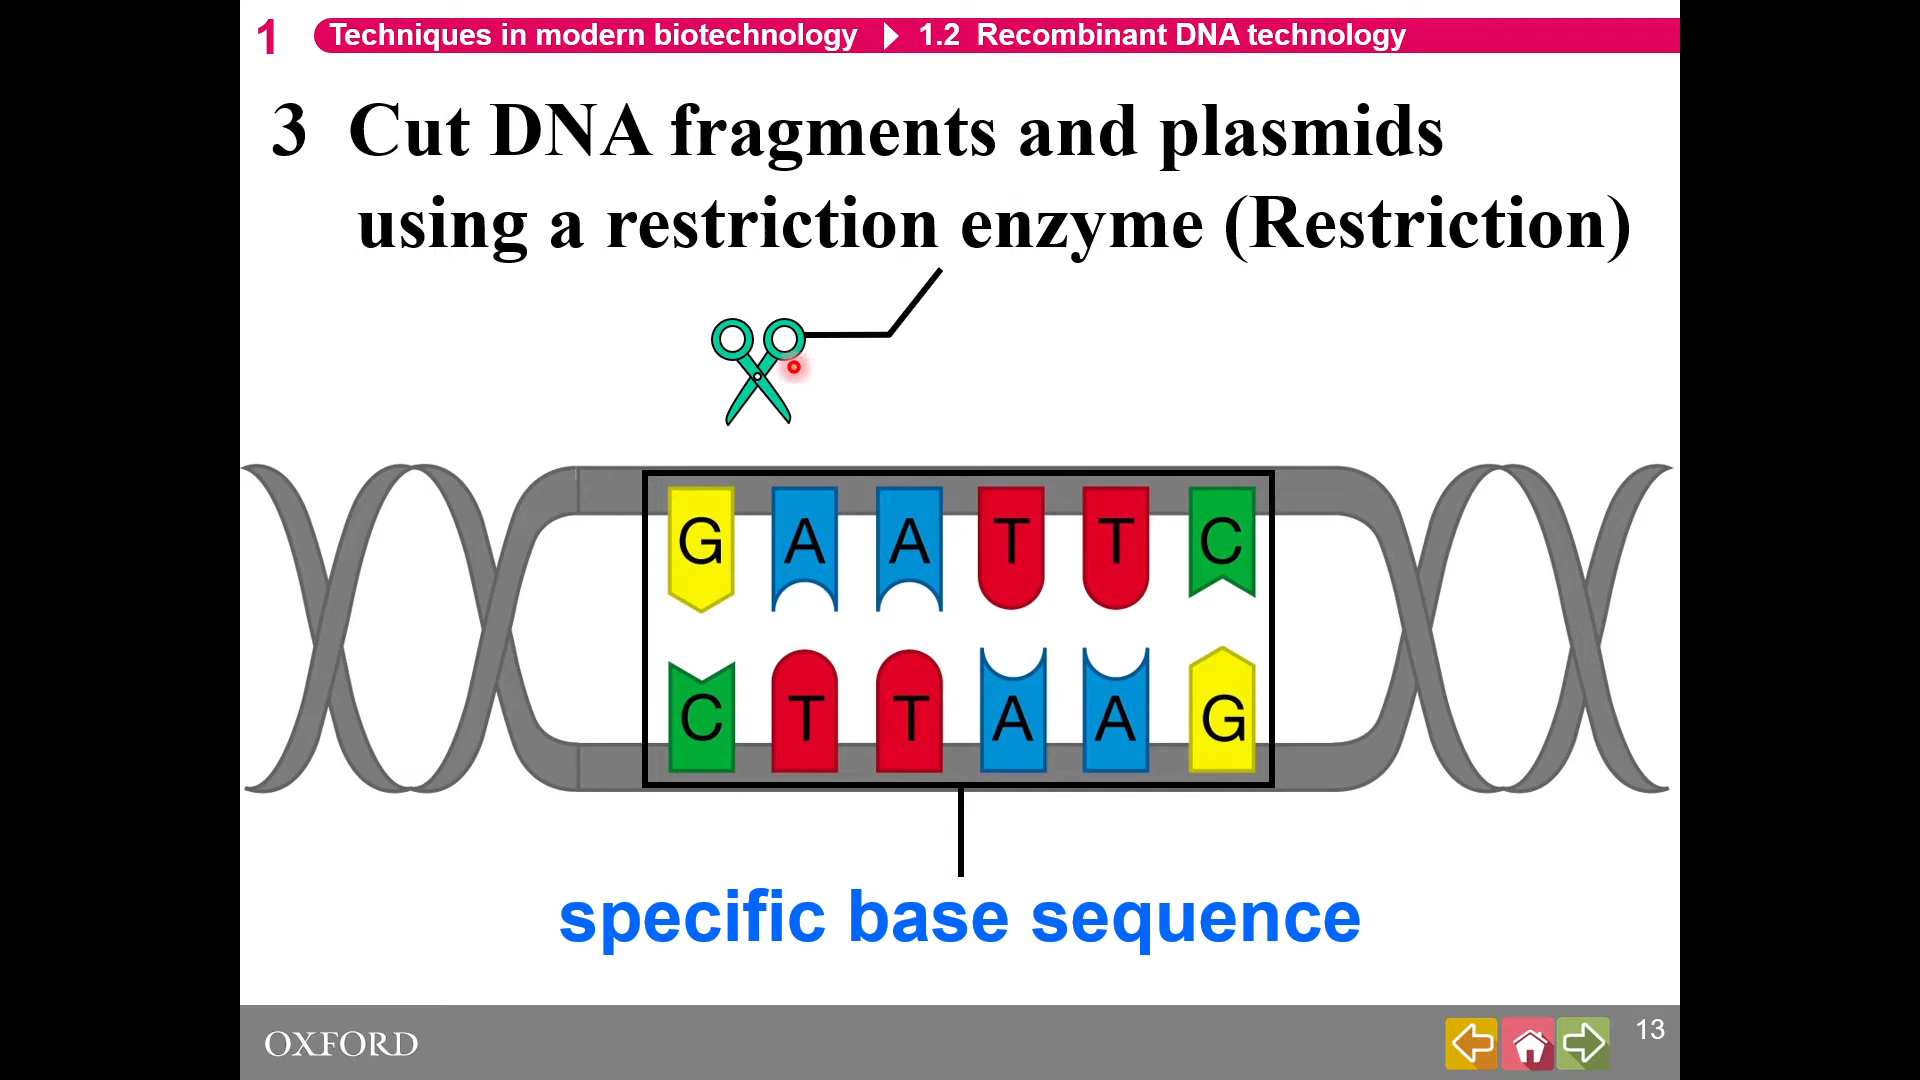 1 Techniques in modern biotechnology 1.2 Recombinant DNA technology
3 Cut DNA fragments and plasmids
using a restriction enzyme (Restriction)
G A A T T C
C T T A A G
specific base sequence
OXFORD
13